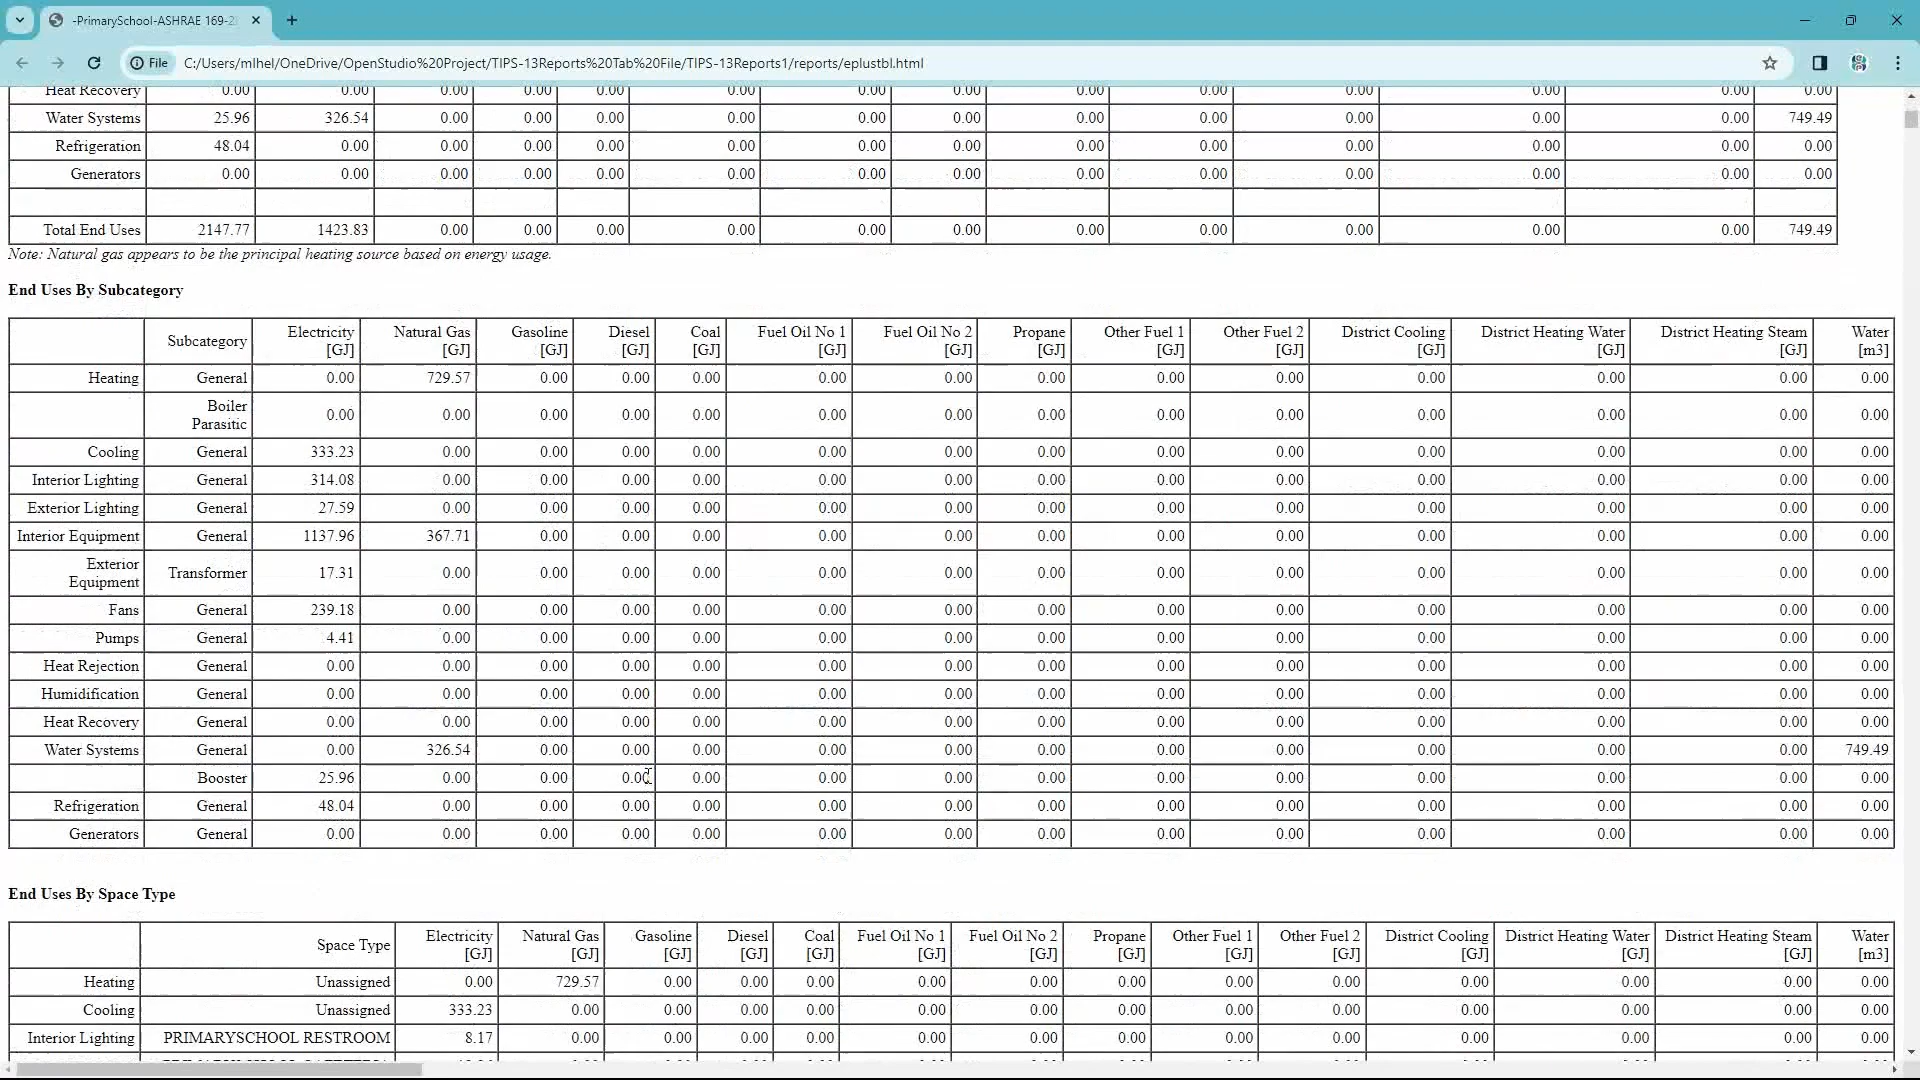 -PrimarySchool-ASHRAE 169-2
File C:/Users/mlhel/OneDrive/OpenStudio%20Project/TIPS-13Reports%20Tab%20File/TIPS-13Reports1/reports/eplustbl.html
Heat Recovery 0.00 0.00 0.00 0.00 0.00 0.00 0.00 0.00 0.00 0.00 0.00 0.00 0.00 0.00
Water Systems 25.96 326.54 0.00 0.00 0.00 0.00 0.00 0.00 0.00 0.00 0.00 0.00 0.00 749.49
Refrigeration 48.04 0.00 0.00 0.00 0.00 0.00 0.00 0.00 0.00 0.00 0.00 0.00 0.00 0.00
Generators 0.00 0.00 0.00 0.00 0.00 0.00 0.00 0.00 0.00 0.00 0.00 0.00 0.00 0.00
Total End Uses 2147.77 1423.83 0.00 0.00 0.00 0.00 0.00 0.00 0.00 0.00 0.00 0.00 0.00 749.49
Note: Natural gas appears to be the principal heating source based on energy usage.
End Uses By Subcategory
Subcategory Electricity [GJ] Natural Gas [GJ] Gasoline [GJ] Diesel [GJ] Coal [GJ] Fuel Oil No 1 [GJ] Fuel Oil No 2 [GJ] Propane [GJ] Other Fuel 1 [GJ] Other Fuel 2 [GJ] District Cooling [GJ] District Heating Water [GJ] District Heating Steam [GJ] Water [m3]
Heating General 0.00 729.57 0.00 0.00 0.00 0.00 0.00 0.00 0.00 0.00 0.00 0.00 0.00 0.00
Boiler Parasitic 0.00 0.00 0.00 0.00 0.00 0.00 0.00 0.00 0.00 0.00 0.00 0.00 0.00 0.00
Cooling General 333.23 0.00 0.00 0.00 0.00 0.00 0.00 0.00 0.00 0.00 0.00 0.00 0.00 0.00
Interior Lighting General 314.08 0.00 0.00 0.00 0.00 0.00 0.00 0.00 0.00 0.00 0.00 0.00 0.00 0.00
Exterior Lighting General 27.59 0.00 0.00 0.00 0.00 0.00 0.00 0.00 0.00 0.00 0.00 0.00 0.00 0.00
Interior Equipment General 1137.96 367.71 0.00 0.00 0.00 0.00 0.00 0.00 0.00 0.00 0.00 0.00 0.00 0.00
Exterior Equipment Transformer 17.31 0.00 0.00 0.00 0.00 0.00 0.00 0.00 0.00 0.00 0.00 0.00 0.00 0.00
Fans General 239.18 0.00 0.00 0.00 0.00 0.00 0.00 0.00 0.00 0.00 0.00 0.00 0.00 0.00
Pumps General 4.41 0.00 0.00 0.00 0.00 0.00 0.00 0.00 0.00 0.00 0.00 0.00 0.00 0.00
Heat Rejection General 0.00 0.00 0.00 0.00 0.00 0.00 0.00 0.00 0.00 0.00 0.00 0.00 0.00 0.00
Humidification General 0.00 0.00 0.00 0.00 0.00 0.00 0.00 0.00 0.00 0.00 0.00 0.00 0.00 0.00
Heat Recovery General 0.00 0.00 0.00 0.00 0.00 0.00 0.00 0.00 0.00 0.00 0.00 0.00 0.00 0.00
Water Systems General 0.00 326.54 0.00 0.00 0.00 0.00 0.00 0.00 0.00 0.00 0.00 0.00 0.00 749.49
Booster 25.96 0.00 0.00 0.00 0.00 0.00 0.00 0.00 0.00 0.00 0.00 0.00 0.00 0.00
Refrigeration General 48.04 0.00 0.00 0.00 0.00 0.00 0.00 0.00 0.00 0.00 0.00 0.00 0.00 0.00
Generators General 0.00 0.00 0.00 0.00 0.00 0.00 0.00 0.00 0.00 0.00 0.00 0.00 0.00 0.00
End Uses By Space Type
Space Type Electricity [GJ] Natural Gas [GJ] Gasoline [GJ] Diesel [GJ] Coal [GJ] Fuel Oil No 1 [GJ] Fuel Oil No 2 [GJ] Propane [GJ] Other Fuel 1 [GJ] Other Fuel 2 [GJ] District Cooling [GJ] District Heating Water [GJ] District Heating Steam [GJ] Water [m3]
Heating Unassigned 0.00 729.57 0.00 0.00 0.00 0.00 0.00 0.00 0.00 0.00 0.00 0.00 0.00 0.00
Cooling Unassigned 333.23 0.00 0.00 0.00 0.00 0.00 0.00 0.00 0.00 0.00 0.00 0.00 0.00 0.00
Interior Lighting PRIMARYSCHOOL RESTROOM 8.17 0.00 0.00 0.00 0.00 0.00 0.00 0.00 0.00 0.00 0.00 0.00 0.00 0.00